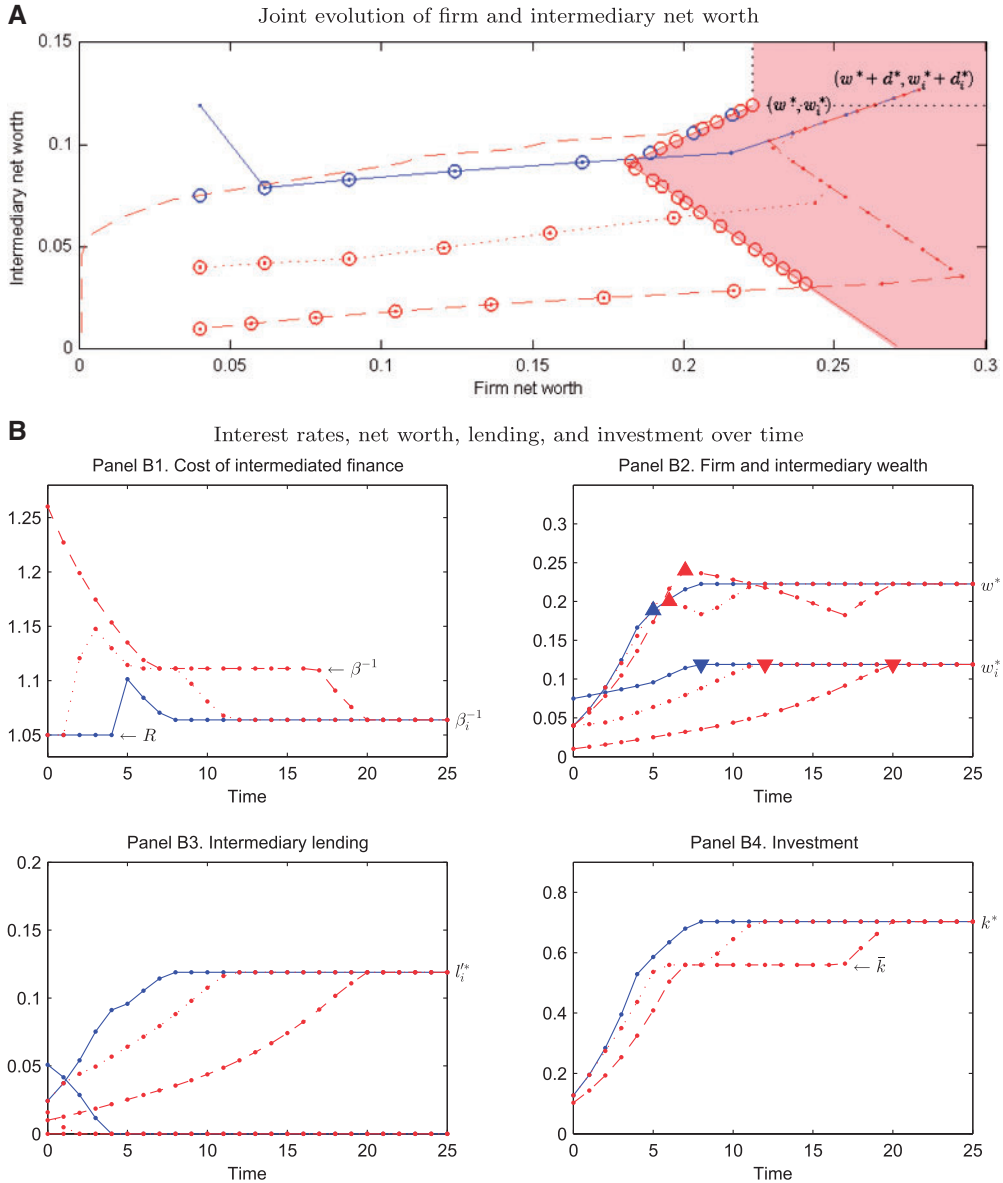 A
Joint evolution of firm and intermediary net worth
0.15
0.1
0.05
0
Intermediary net worth
(w* + d*, w_i* + d_i*)
(w*, w_i*)
0 0.05 0.1 0.15 0.2 0.25 0.3
Firm net worth
B
Interest rates, net worth, lending, and investment over time
Panel B1. Cost of intermediated finance
1.25
1.2
1.15
1.1
1.05
← β⁻¹
β_i⁻¹
← R
0 5 10 15 20 25
Time
Panel B2. Firm and intermediary wealth
0.3
0.25
0.2
0.15
0.1
0.05
0
w*
w_i*
0 5 10 15 20 25
Time
Panel B3. Intermediary lending
0.2
0.15
0.1
0.05
0
l_i′*
0 5 10 15 20 25
Time
Panel B4. Investment
0.8
0.6
0.4
0.2
0
k*
← k̄
0 5 10 15 20 25
Time